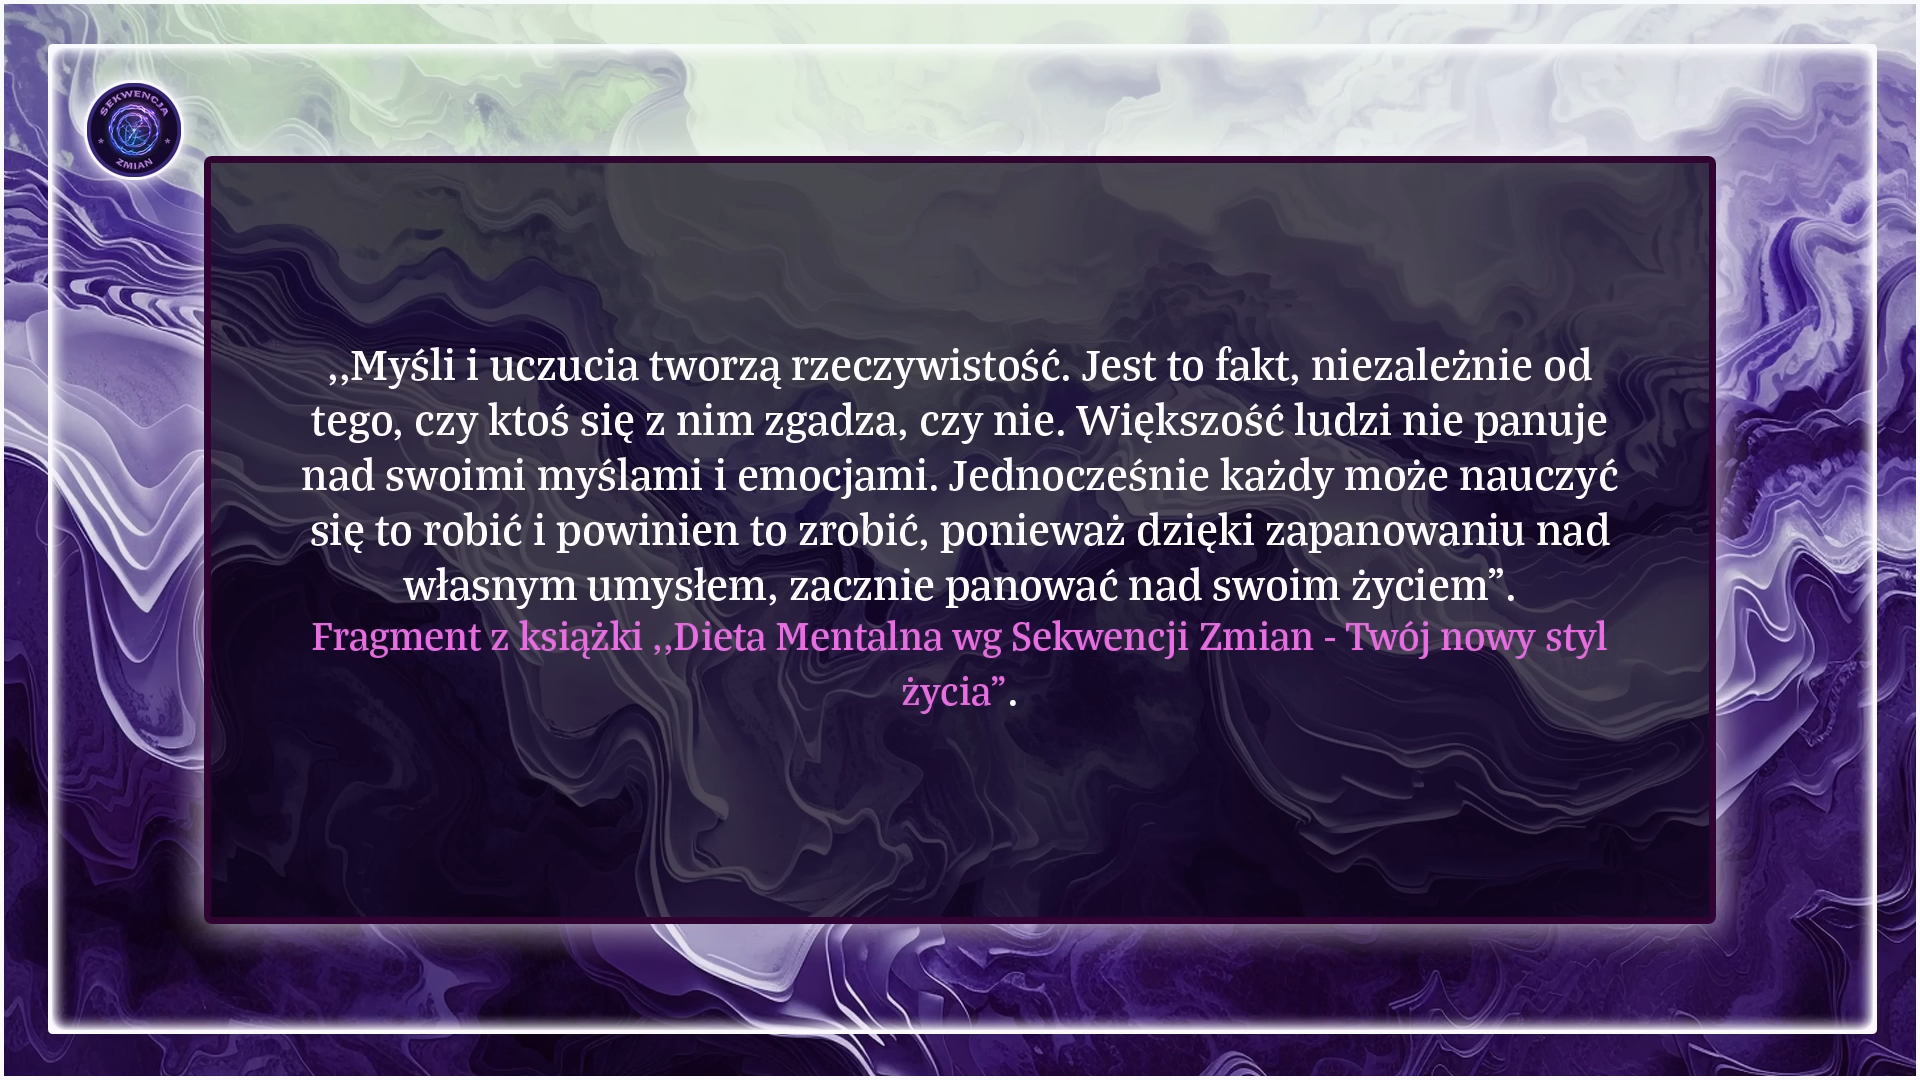 SEKWENCJA
ZMIAN
,,Myśli i uczucia tworzą rzeczywistość. Jest to fakt, niezależnie od
tego, czy ktoś się z nim zgadza, czy nie. Większość ludzi nie panuje
nad swoimi myślami i emocjami. Jednocześnie każdy może nauczyć
się to robić i powinien to zrobić, ponieważ dzięki zapanowaniu nad
własnym umysłem, zacznie panować nad swoim życiem”.
Fragment z książki ,,Dieta Mentalna wg Sekwencji Zmian - Twój nowy styl
życia”.